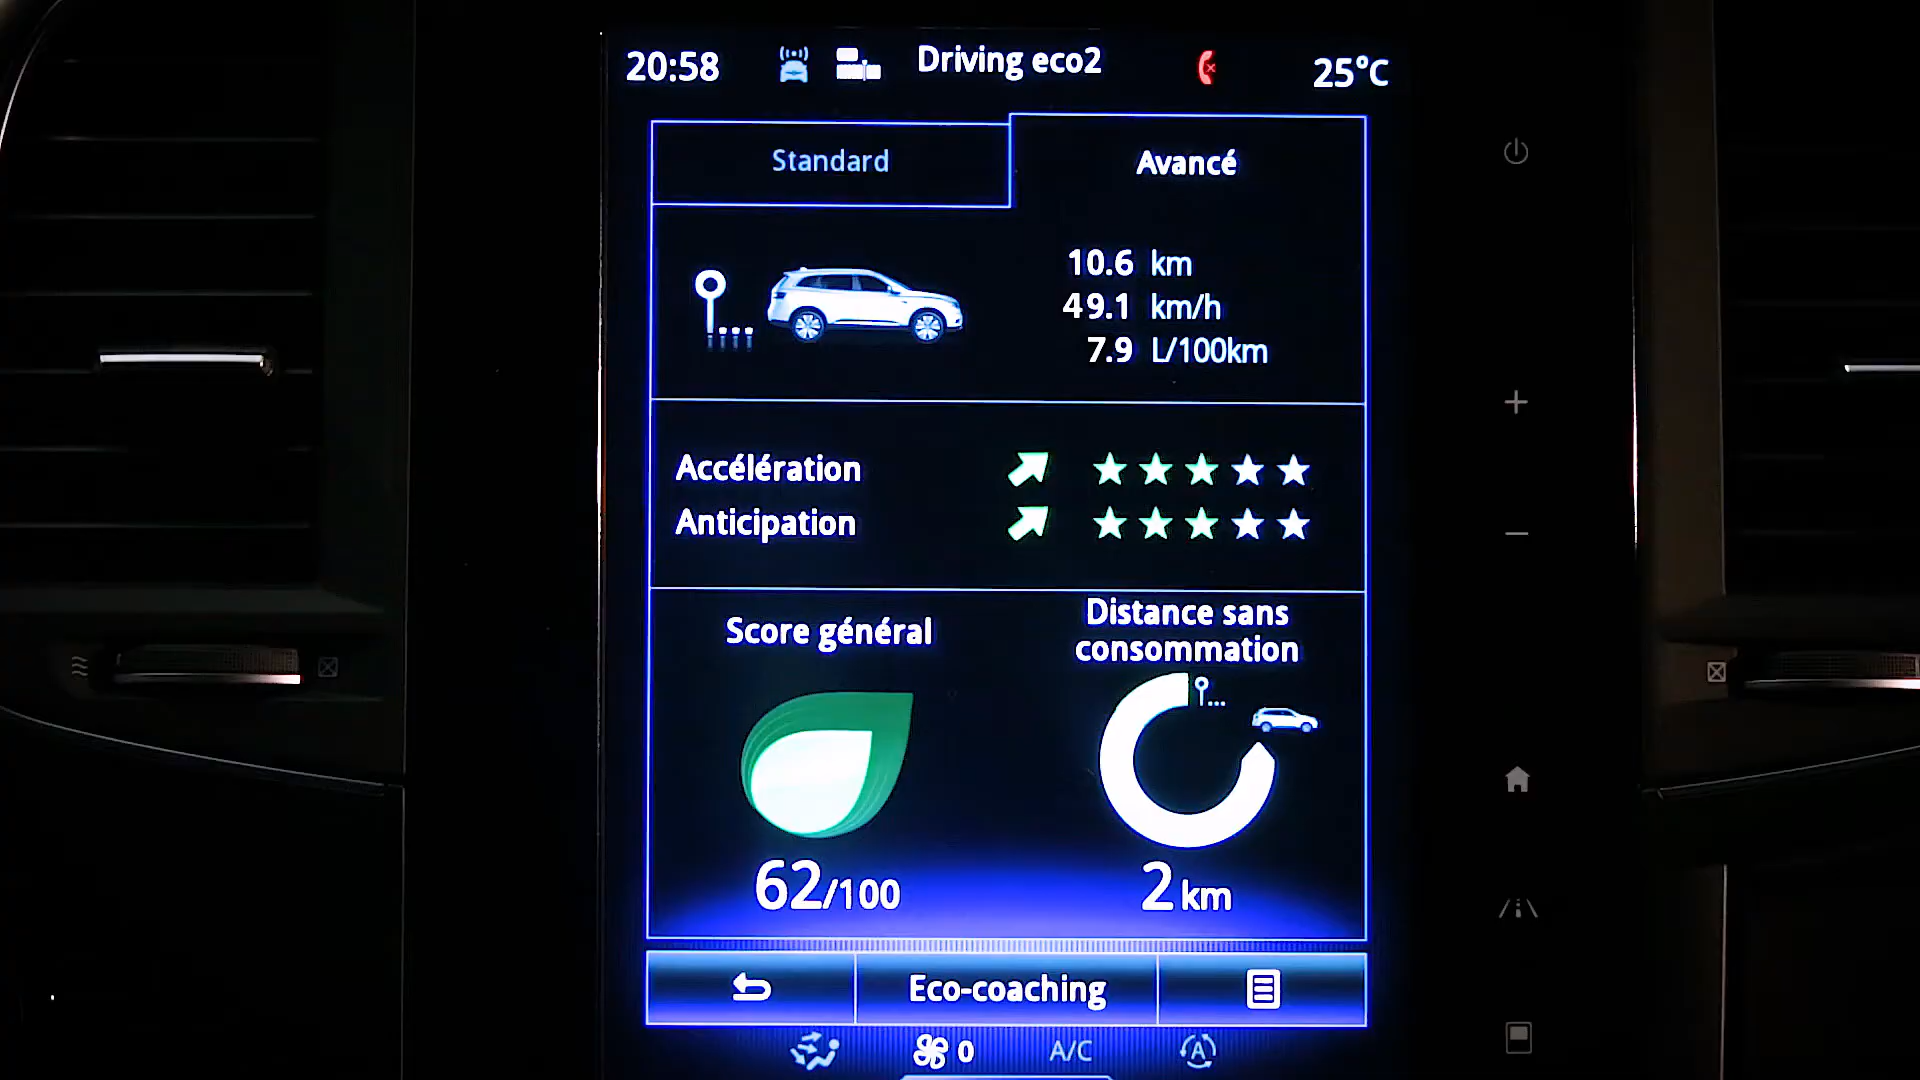 20:58
Driving eco2
25°C
Standard
Avancé
10.6 km
49.1 km/h
7.9 L/100km
Accélération
Anticipation
Score général
Distance sans
consommation
62/100
2 km
Eco-coaching
0
A/C
A